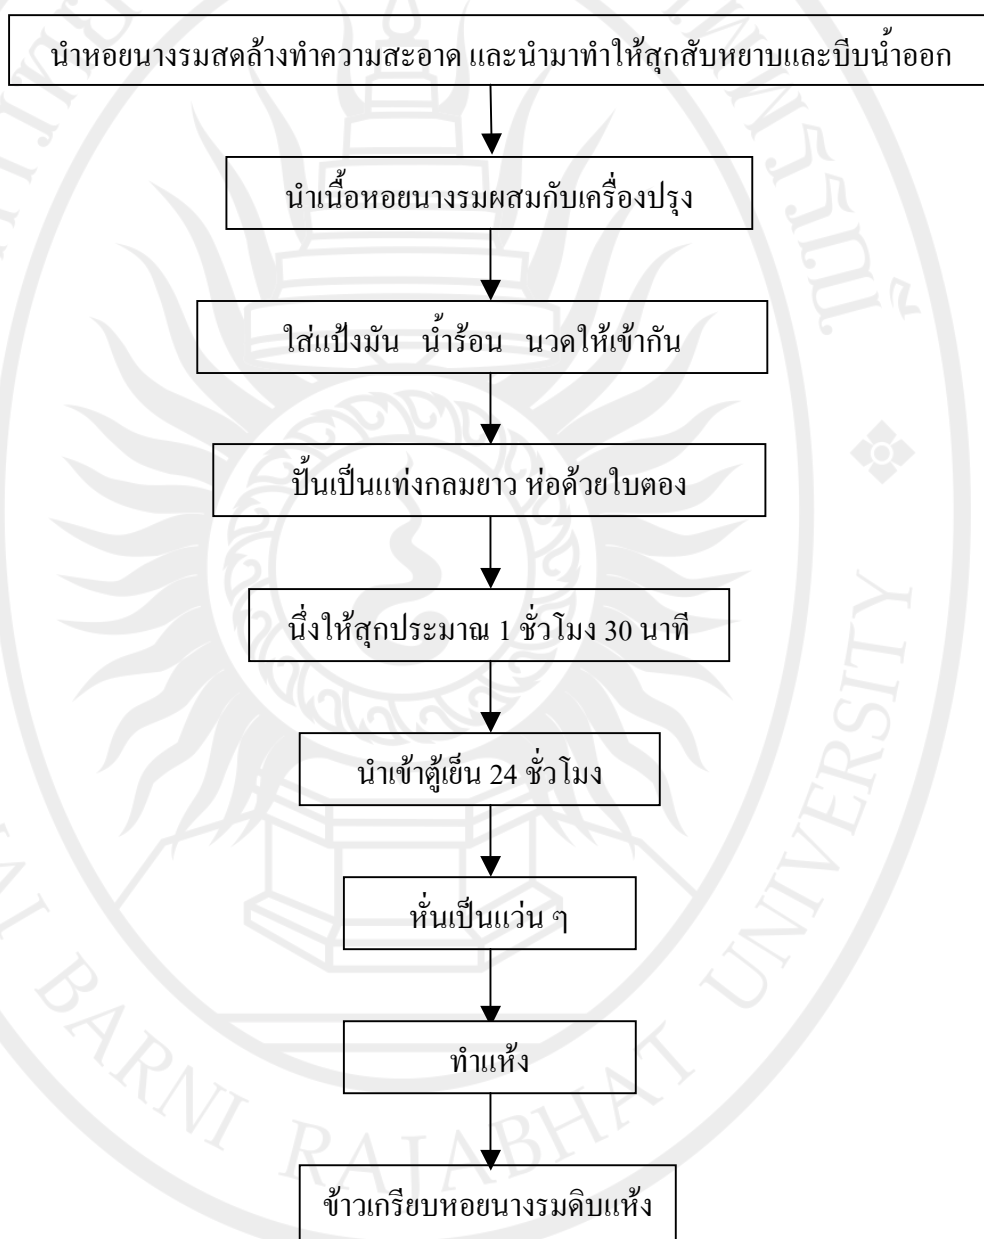 นำหอยนางรมสดล้างทำความสะอาด และนำมาทำให้สุกสับหยาบและบีบน้ำออก
นำเนื้อหอยนางรมผสมกับเครื่องปรุง
ใส่แป้งมัน น้ำร้อน นวดให้เข้ากัน
ปั้นเป็นแท่งกลมยาว ห่อด้วยใบตอง
นึ่งให้สุกประมาณ 1 ชั่วโมง 30 นาที
นำเข้าตู้เย็น 24 ชั่วโมง
หั่นเป็นแว่น ๆ
ทำแห้ง
ข้าวเกรียบหอยนางรมดิบแห้ง
BARNI RAJABHAT UNIVERSITY